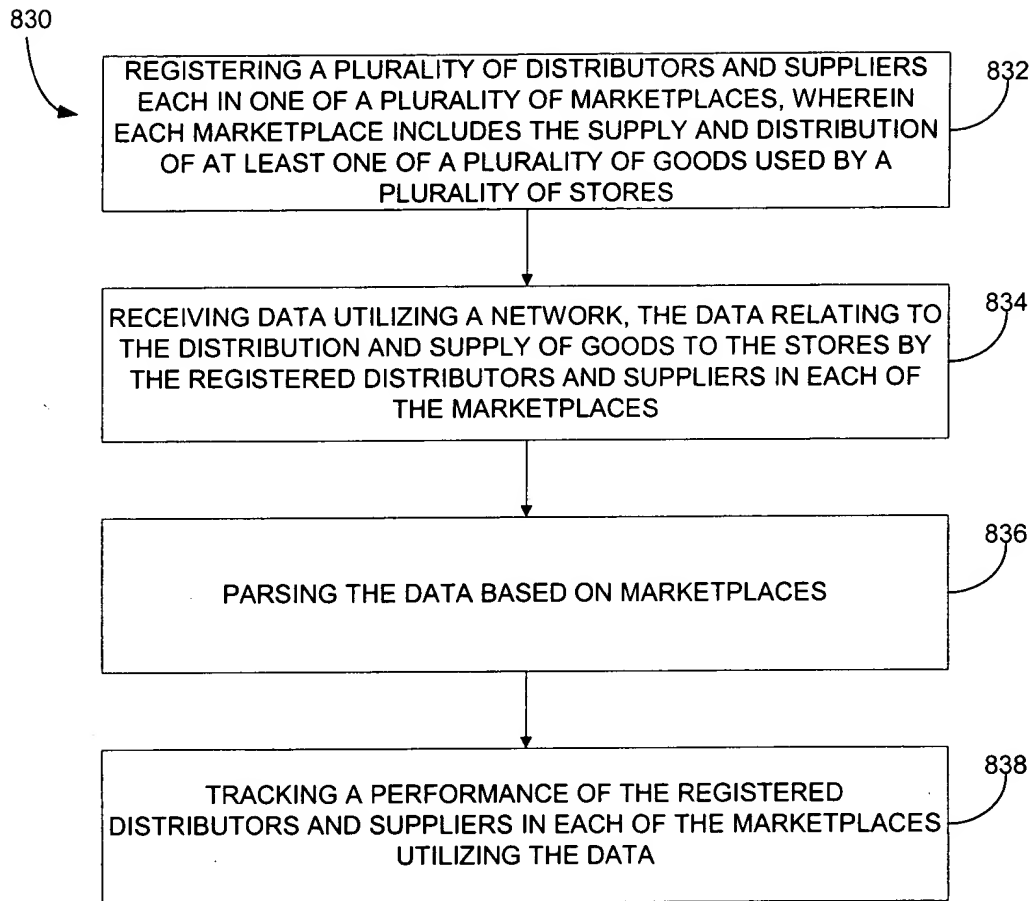 830
REGISTERING A PLURALITY OF DISTRIBUTORS AND SUPPLIERS
EACH IN ONE OF A PLURALITY OF MARKETPLACES, WHEREIN
EACH MARKETPLACE INCLUDES THE SUPPLY AND DISTRIBUTION
OF AT LEAST ONE OF A PLURALITY OF GOODS USED BY A
PLURALITY OF STORES
832
RECEIVING DATA UTILIZING A NETWORK, THE DATA RELATING TO
THE DISTRIBUTION AND SUPPLY OF GOODS TO THE STORES BY
THE REGISTERED DISTRIBUTORS AND SUPPLIERS IN EACH OF
THE MARKETPLACES
834
PARSING THE DATA BASED ON MARKETPLACES
836
TRACKING A PERFORMANCE OF THE REGISTERED
DISTRIBUTORS AND SUPPLIERS IN EACH OF THE MARKETPLACES
UTILIZING THE DATA
838